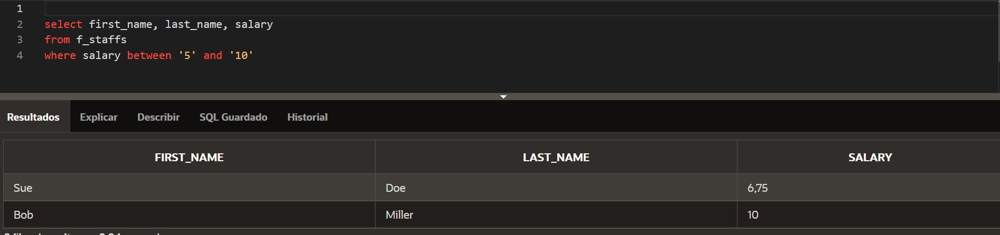 1
2 select first_name, last_name, salary
3 from f_staffs
4 where salary between '5' and '10'
Resultados Explicar Describir SQL Guardado Historial
FIRST_NAME LAST_NAME SALARY
Sue Doe 6,75
Bob Miller 10